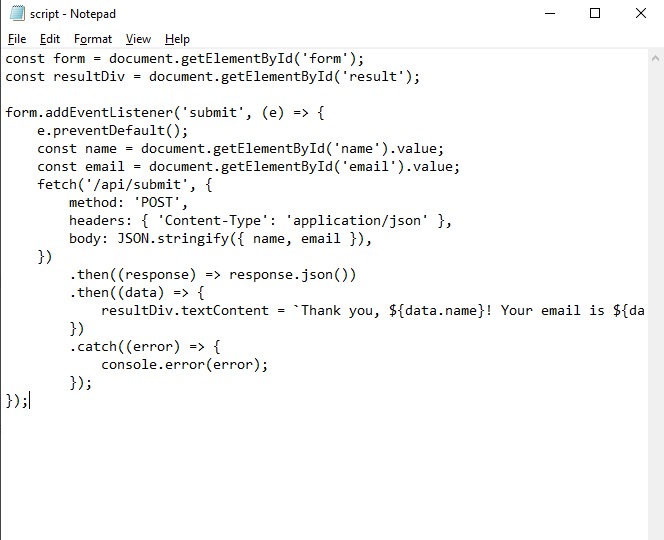 script - Notepad
File Edit Format View Help
const form = document.getElementById('form');
const resultDiv = document.getElementById('result');

form.addEventListener('submit', (e) => {
    e.preventDefault();
    const name = document.getElementById('name').value;
    const email = document.getElementById('email').value;
    fetch('/api/submit', {
        method: 'POST',
        headers: { 'Content-Type': 'application/json' },
        body: JSON.stringify({ name, email }),
    })
        .then((response) => response.json())
        .then((data) => {
            resultDiv.textContent = `Thank you, ${data.name}! Your email is ${da
        })
        .catch((error) => {
            console.error(error);
        });
});